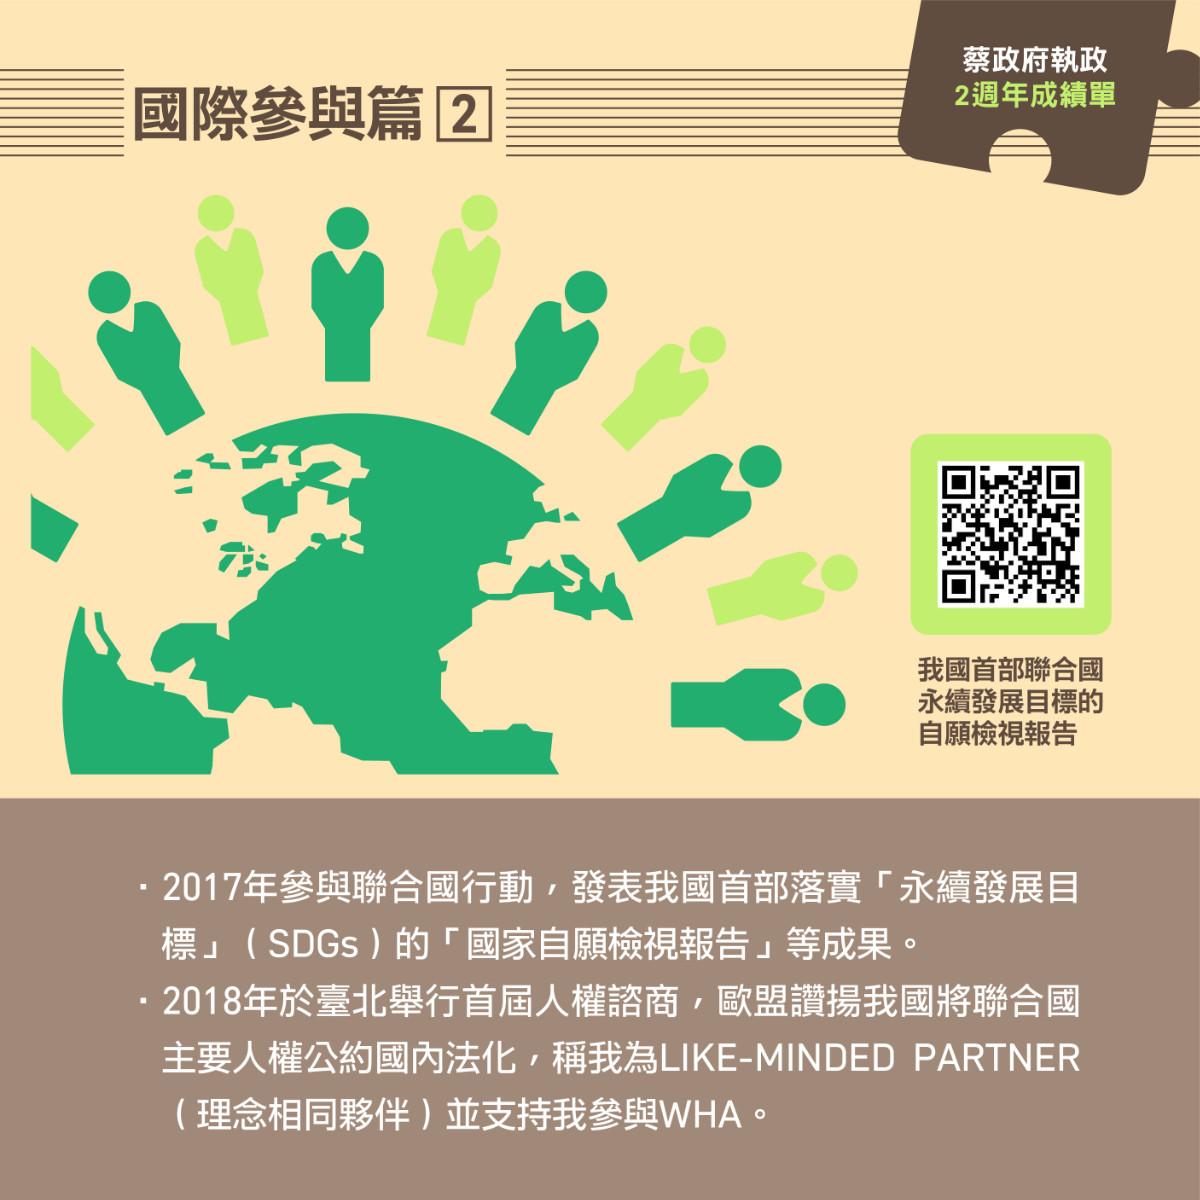 蔡政府執政
2週年成績單
國際參與篇 2
我國首部聯合國
永續發展目標的
自願檢視報告
・2017年參與聯合國行動,發表我國首部落實「永續發展目
標」(SDGs)的「國家自願檢視報告」等成果。
・2018年於臺北舉行首屆人權諮商,歐盟讚揚我國將聯合國
主要人權公約國內法化,稱我為LIKE-MINDED PARTNER
(理念相同夥伴)並支持我參與WHA。